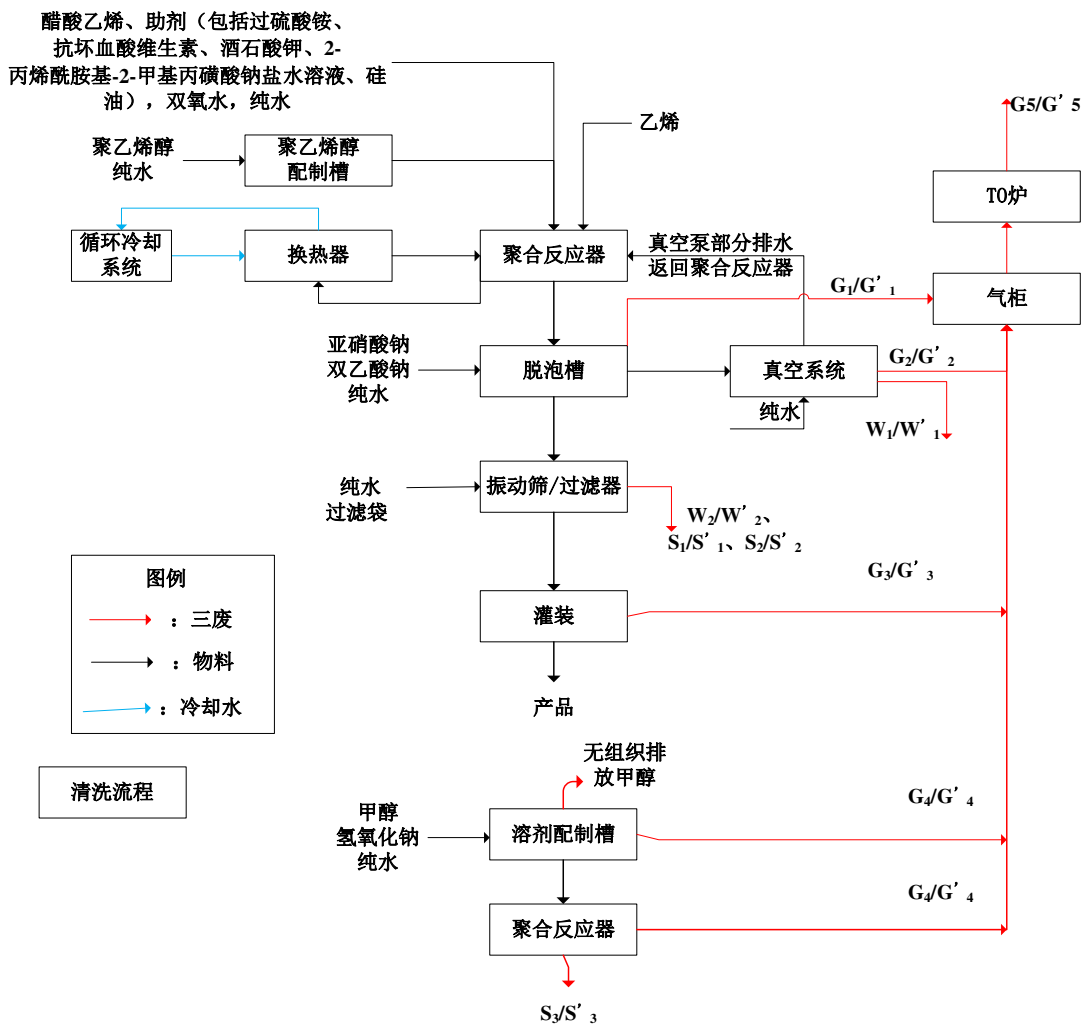 醋酸乙烯、助剂（包括过硫酸铵、
抗坏血酸维生素、酒石酸钾、2-
丙烯酰胺基-2-甲基丙磺酸钠盐水溶液、硅
油），双氧水，纯水
乙烯
G5/G’5
聚乙烯醇
纯水
聚乙烯醇
配制槽
TO炉
循环冷却
系统
换热器
聚合反应器
真空泵部分排水
返回聚合反应器
G1/G’1
气柜
亚硝酸钠
双乙酸钠
纯水
脱泡槽
真空系统
G2/G’2
纯水
W1/W’1
纯水
过滤袋
振动筛/过滤器
W2/W’2、
S1/S’1、S2/S’2
G3/G’3
图例
：三废
：物料
：冷却水
灌装
产品
清洗流程
无组织排
放甲醇
甲醇
氢氧化钠
纯水
溶剂配制槽
G4/G’4
聚合反应器
G4/G’4
S3/S’3